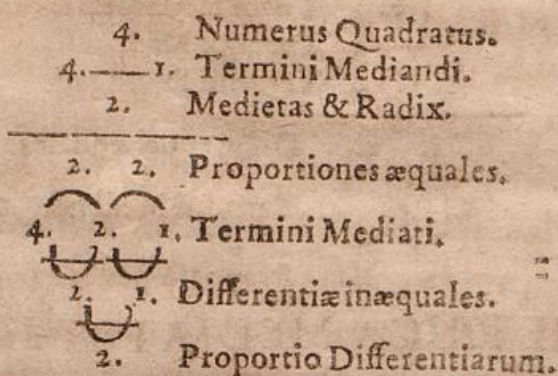 4. Numerus Quadratus.
4.——1. Termini Mediandi.
2. Medietas & Radix.
2. 2. Proportiones æquales.
4. 2. 1. Termini Mediati.
2. 1. Differentiæ inæquales.
2. Proportio Differentiarum.